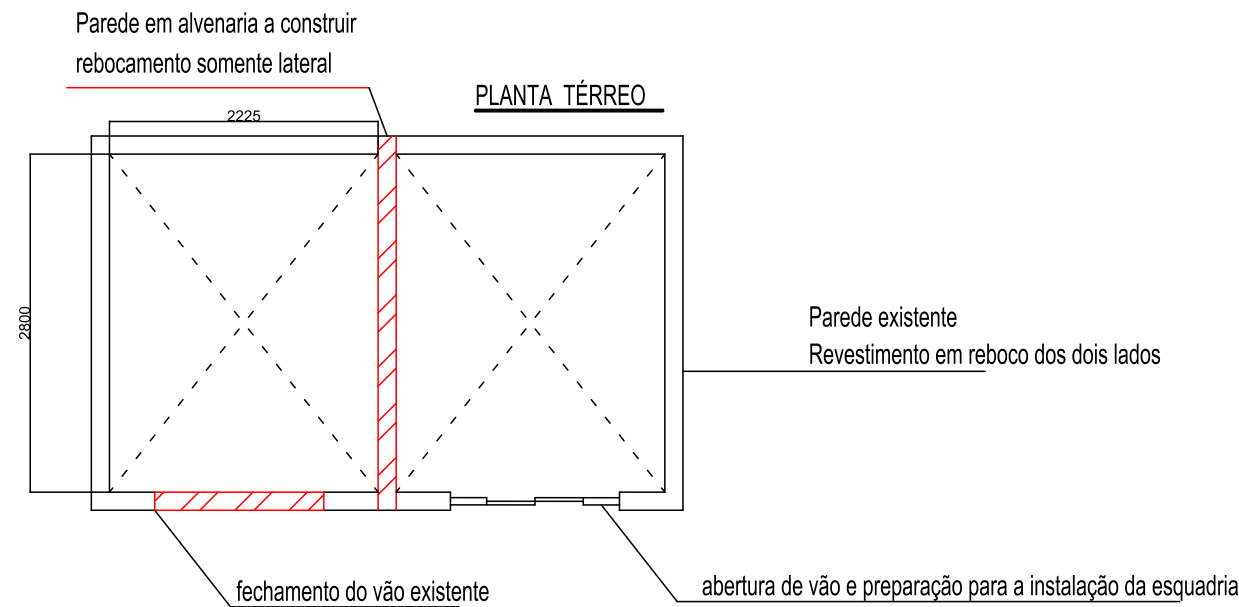 Parede em alvenaria a construir
rebocamento somente lateral
PLANTA TÉRREO
2225
2800
Parede existente
Revestimento em reboco dos dois lados
fechamento do vão existente
abertura de vão e preparação para a instalação da esquadria